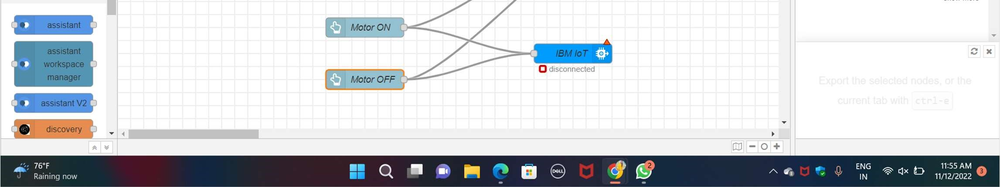 assistant
assistant
workspace
manager
assistant V2
discovery
Motor ON
Motor OFF
IBM IoT
disconnected
Export the selected nodes, or the
current tab with ctrl-e
76°F
Raining now
DELL
2
ENG
IN
11:55 AM
11/12/2022
3